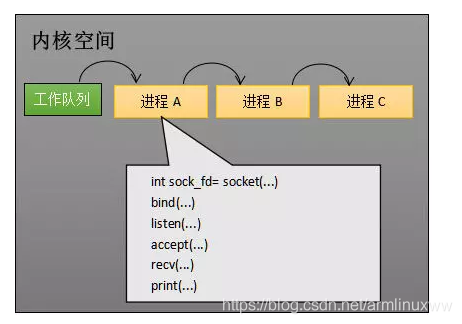 内核空间
工作队列
进程 A
进程 B
进程 C
int sock_fd= socket(...)
bind(...)
listen(...)
accept(...)
recv(...)
print(...)
https://blog.csdn.net/armlinuxww